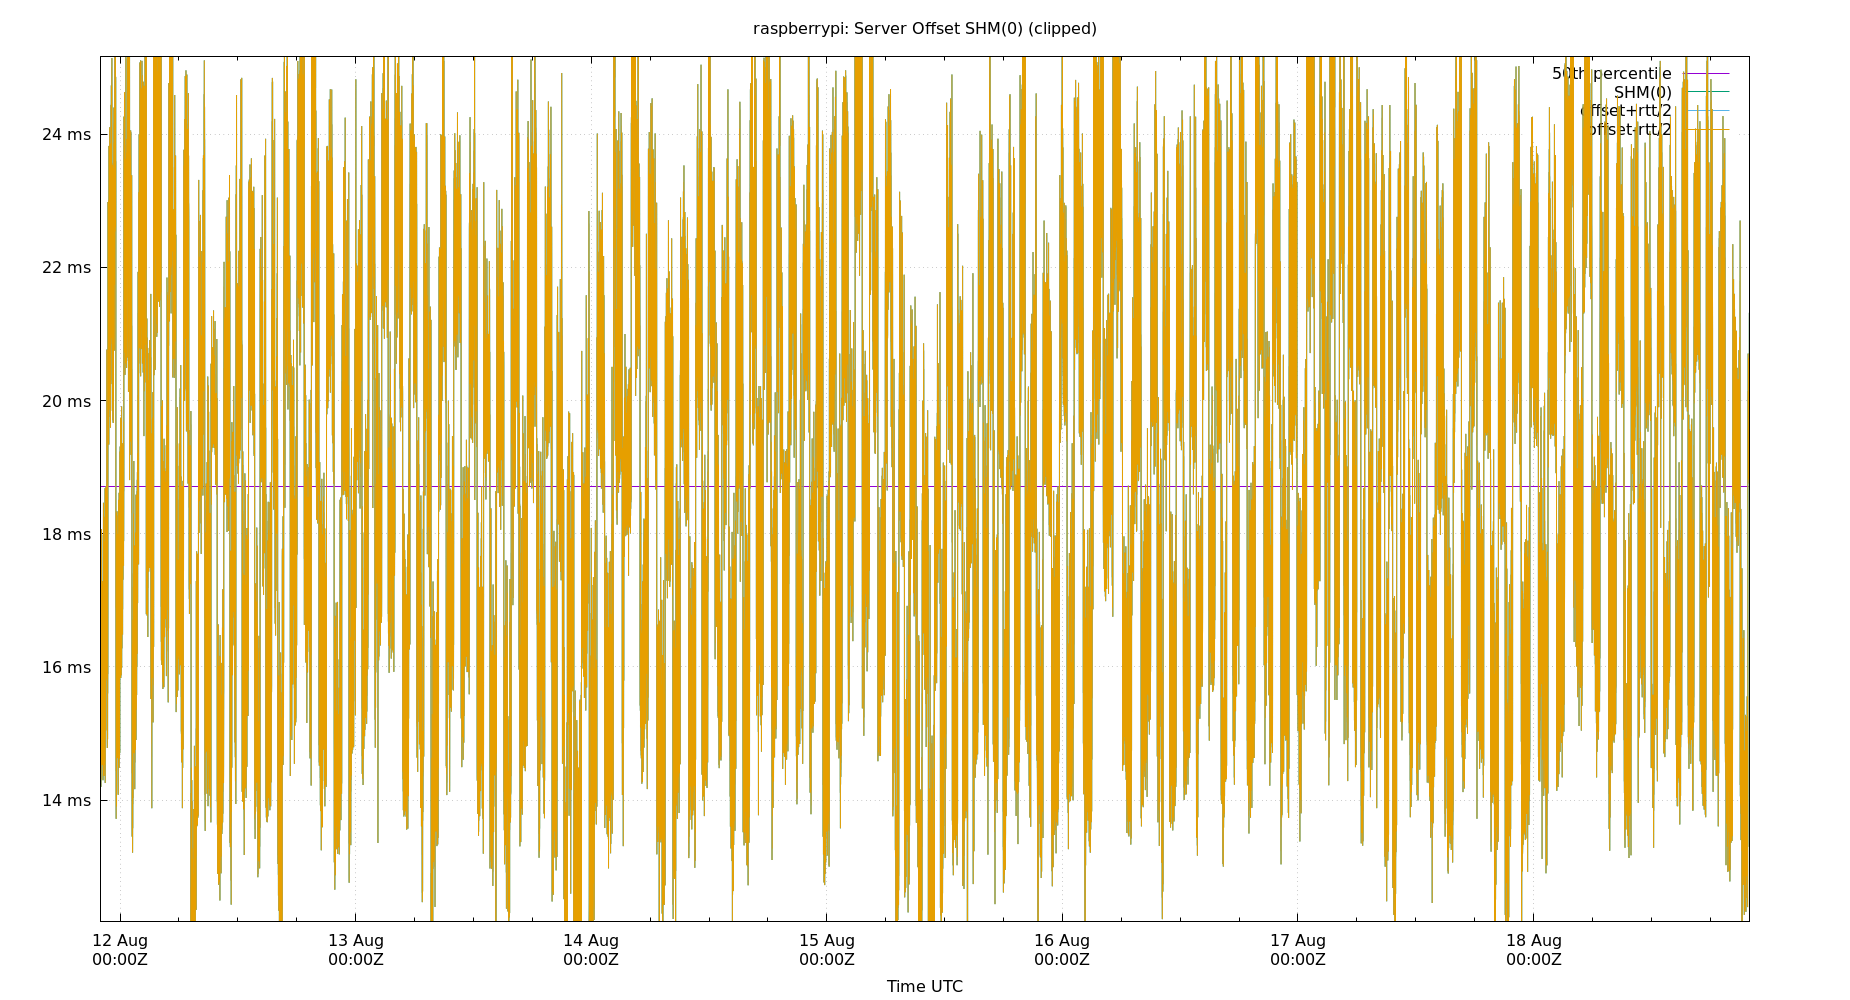 raspberrypi: Server Offset SHM(0) (clipped)
50th percentile
SHM(0)
offset+rtt/2
offset-rtt/2
24 ms
22 ms
20 ms
18 ms
16 ms
14 ms
12 Aug 13 Aug 14 Aug 15 Aug 16 Aug 17 Aug 18 Aug
00:00Z 00:00Z 00:00Z 00:00Z 00:00Z 00:00Z 00:00Z
Time UTC